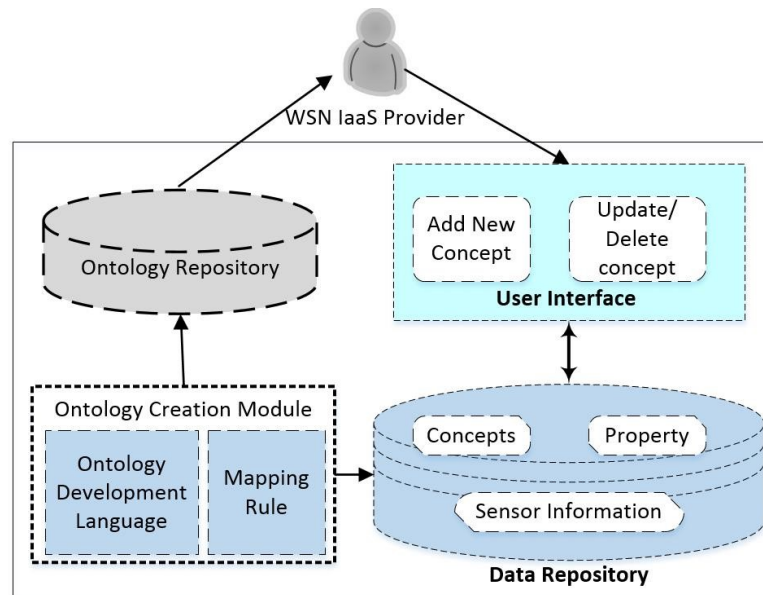 WSN IaaS Provider
Ontology Repository
Add New
Concept
Update/
Delete
concept
User Interface
Ontology Creation Module
Ontology
Development
Language
Mapping
Rule
Concepts
Property
Sensor Information
Data Repository